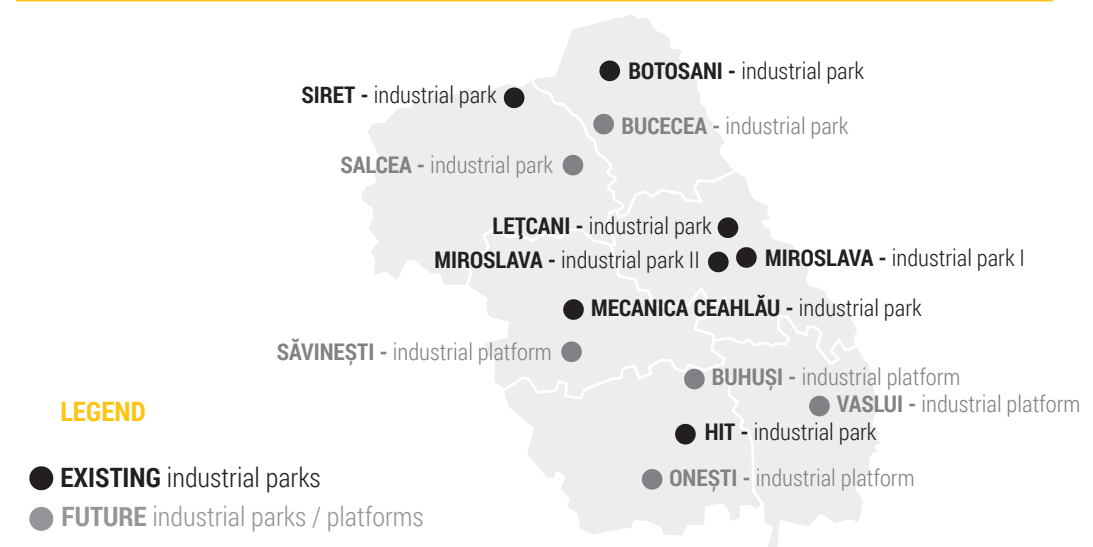 BOTOSANI - industrial park
SIRET - industrial park
BUCECEA - industrial park
SALCEA - industrial park
LEŢCANI - industrial park
MIROSLAVA - industrial park II
MIROSLAVA - industrial park I
MECANICA CEAHLĂU - industrial park
SĂVINEȘTI - industrial platform
BUHUȘI - industrial platform
VASLUI - industrial platform
HIT - industrial park
ONEȘTI - industrial platform
LEGEND
EXISTING industrial parks
FUTURE industrial parks / platforms